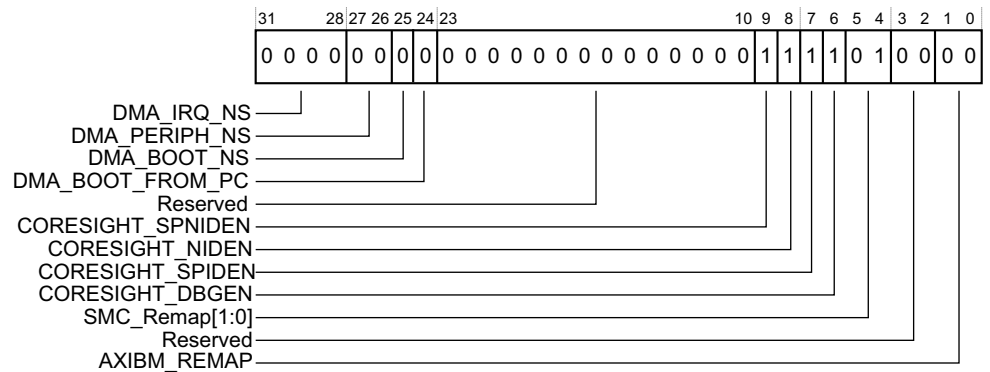 31 28 27 26 25 24 23 10 9 8 7 6 5 4 3 2 1 0
0 0 0 0 0 0 0 0 0 0 0 0 0 0 0 0 0 0 0 0 0 0 1 1 1 1 0 1 0 0 0 0
DMA_IRQ_NS
DMA_PERIPH_NS
DMA_BOOT_NS
DMA_BOOT_FROM_PC
Reserved
CORESIGHT_SPNIDEN
CORESIGHT_NIDEN
CORESIGHT_SPIDEN
CORESIGHT_DBGEN
SMC_Remap[1:0]
Reserved
AXIBM_REMAP